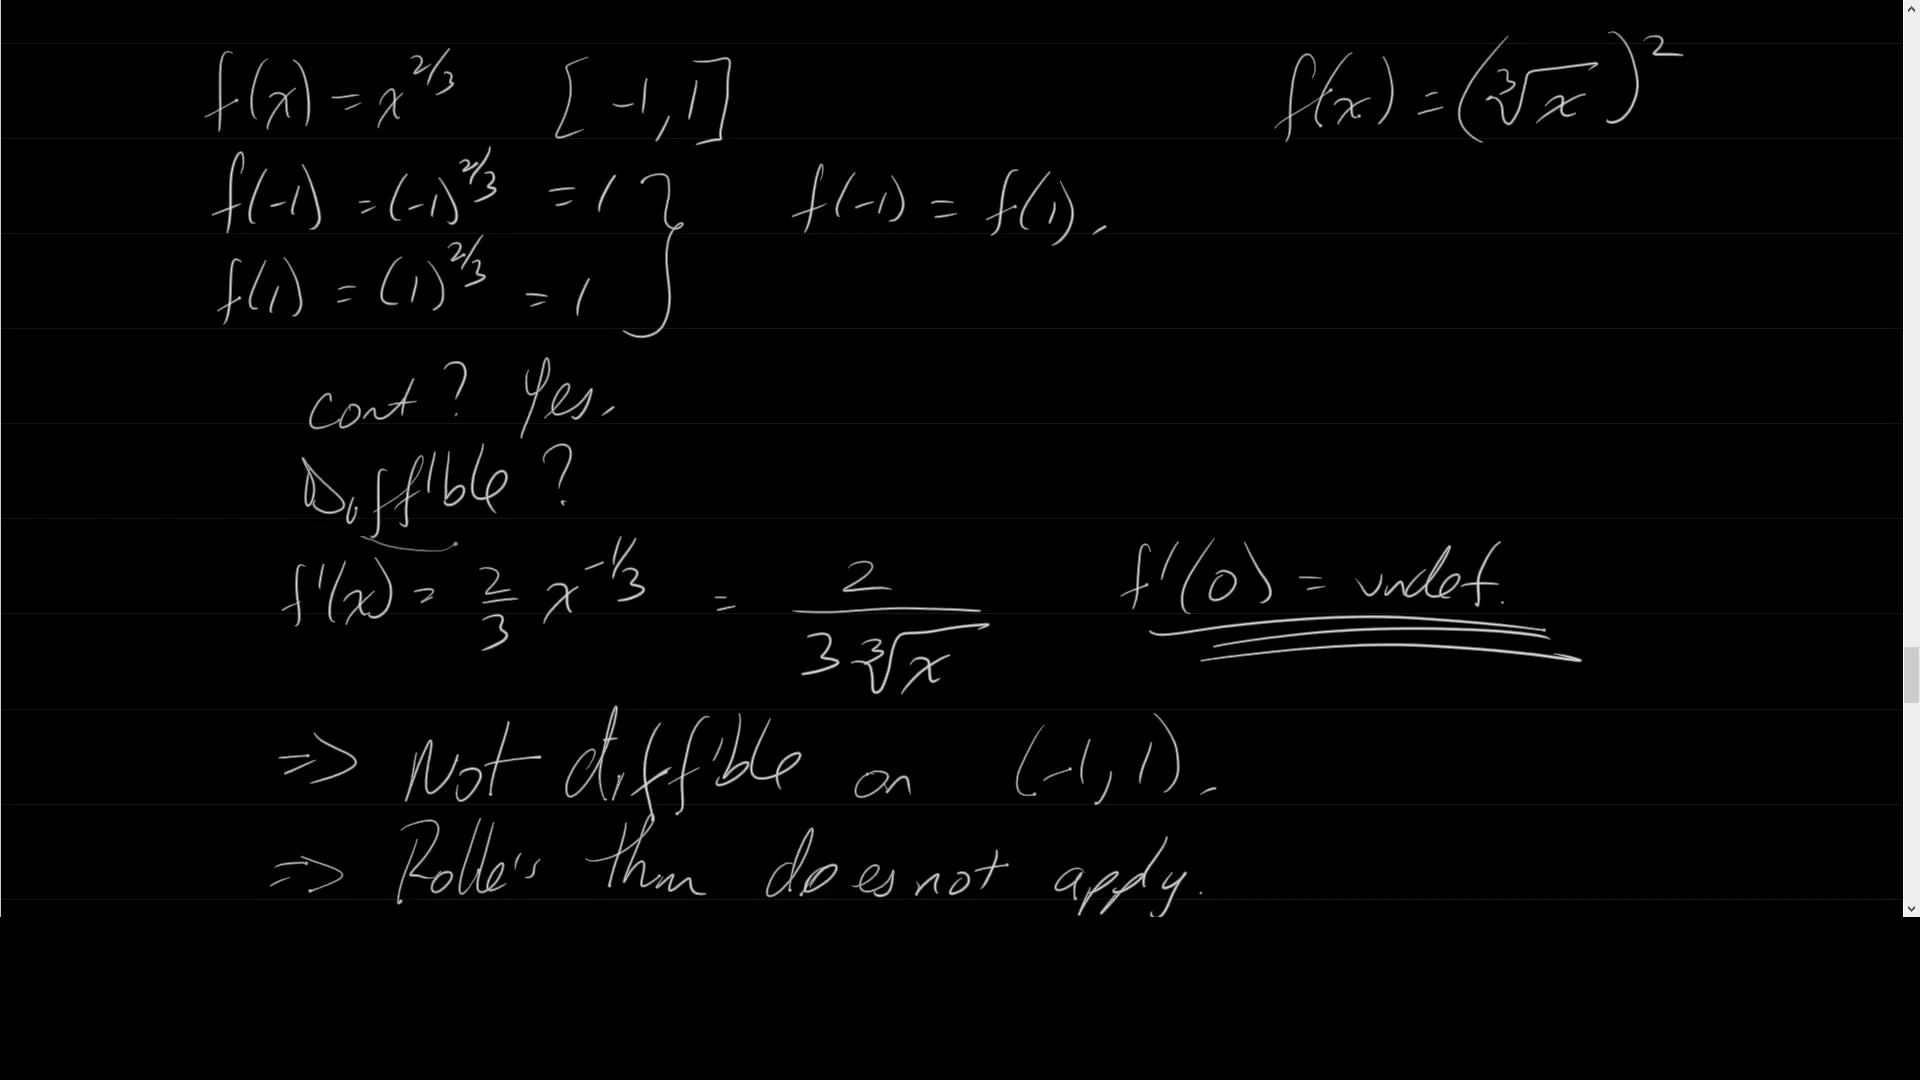 f(x) = x^{2/3} [-1, 1] f(x) = (∛x)^2
f(-1) = (-1)^{2/3} = 1 } f(-1) = f(1).
f(1) = (1)^{2/3} = 1
cont? Yes.
Diff'ble?
f'(x) = 2/3 x^{-1/3} = 2/(3∛x) f'(0) = undef.
=> Not diff'ble on (-1, 1).
=> Rolle's thm does not apply.